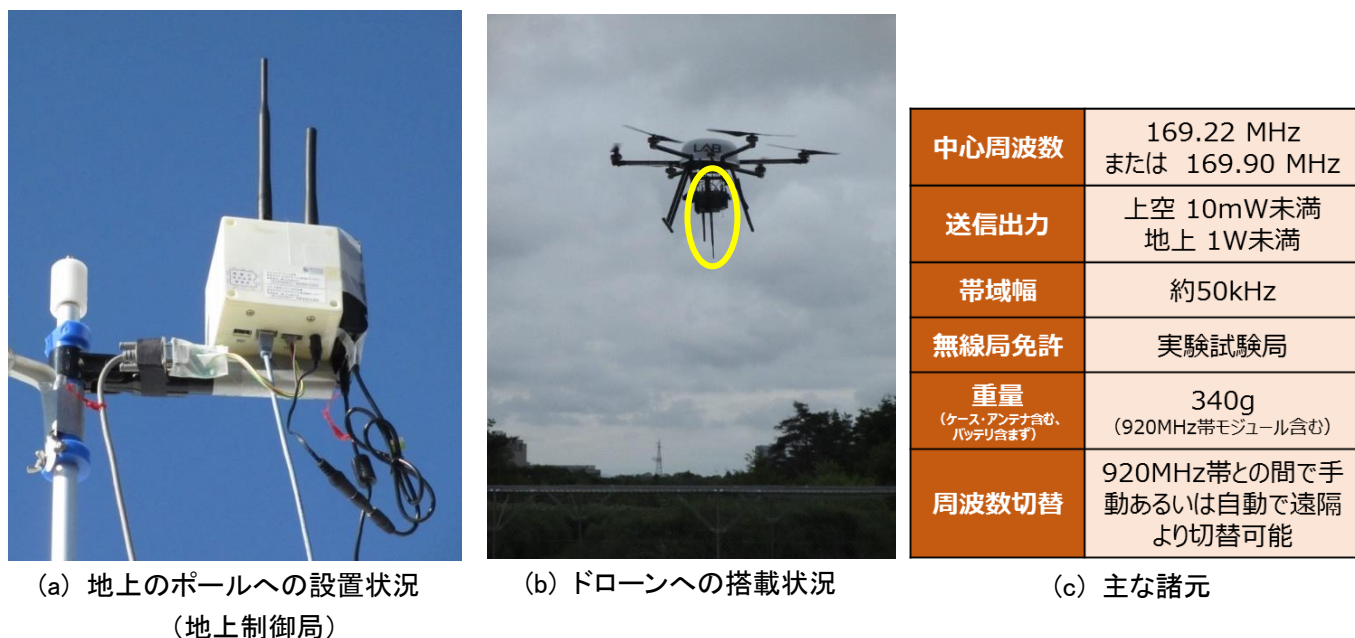 LAB
中心周波数
169.22 MHz
または 169.90 MHz
送信出力
上空 10mW未満
地上 1W未満
帯域幅
約50kHz
無線局免許
実験試験局
重量
(ケース・アンテナ含む、
バッテリ含まず)
340g
(920MHz帯モジュール含む)
周波数切替
920MHz帯との間で手
動あるいは自動で遠隔
より切替可能
(a) 地上のポールへの設置状況
(地上制御局)
(b) ドローンへの搭載状況
(c) 主な諸元